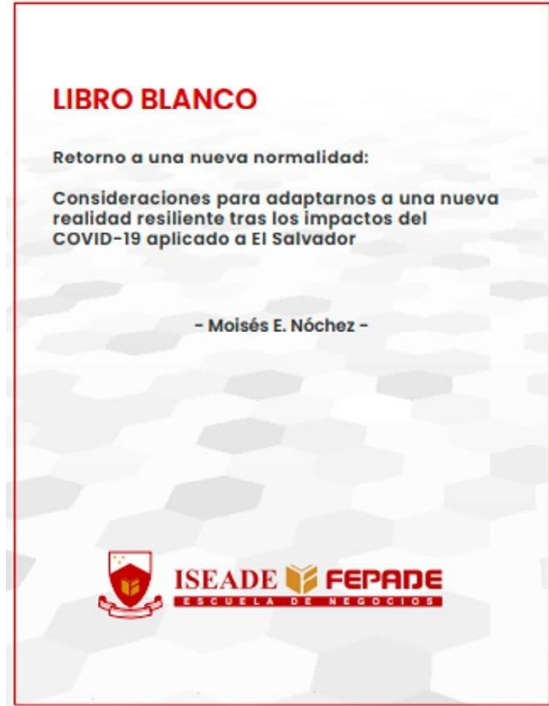 LIBRO BLANCO
Retorno a una nueva normalidad:
Consideraciones para adaptarnos a una nueva
realidad resiliente tras los impactos del
COVID-19 aplicado a El Salvador
- Moisés E. Nóchez -
ISEADE FEPADE
ESCUELA DE NEGOCIOS